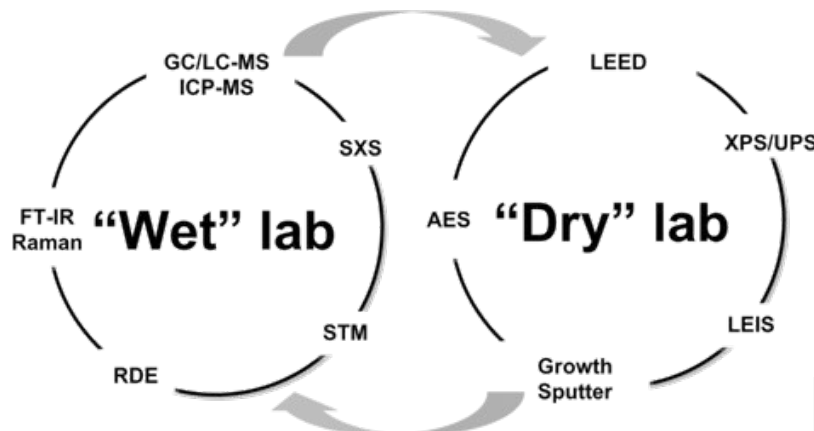 GC/LC-MS
ICP-MS
SXS
FT-IR
Raman
“Wet” lab
STM
RDE
LEED
XPS/UPS
AES
“Dry” lab
LEIS
Growth
Sputter